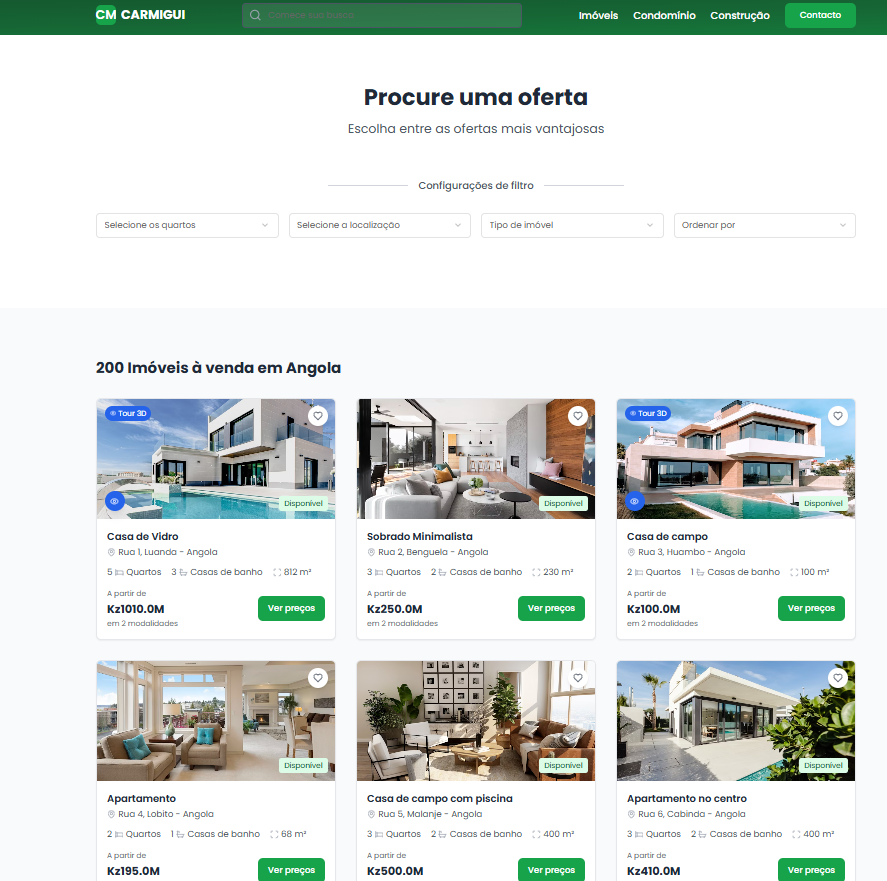 CM CARMIGUI
Comece sua busca
Imóveis Condomínio Construção Contacto
Procure uma oferta
Escolha entre as ofertas mais vantajosas
Configurações de filtro
Selecione os quartos Selecione a localização Tipo de imóvel Ordenar por
200 Imóveis à venda em Angola
Tour 3D
Disponível
Casa de Vidro
Rua 1, Luanda - Angola
5 Quartos 3 Casas de banho 812 m²
A partir de
Kz1010.0M
em 2 modalidades
Ver preços
Disponível
Sobrado Minimalista
Rua 2, Benguela - Angola
3 Quartos 2 Casas de banho 230 m²
A partir de
Kz250.0M
em 2 modalidades
Ver preços
Tour 3D
Disponível
Casa de campo
Rua 3, Huambo - Angola
2 Quartos 1 Casas de banho 100 m²
A partir de
Kz100.0M
em 2 modalidades
Ver preços
Disponível
Apartamento
Rua 4, Lobito - Angola
2 Quartos 1 Casas de banho 68 m²
A partir de
Kz195.0M
Ver preços
Disponível
Casa de campo com piscina
Rua 5, Malanje - Angola
3 Quartos 2 Casas de banho 400 m²
A partir de
Kz500.0M
Ver preços
Disponível
Apartamento no centro
Rua 6, Cabinda - Angola
3 Quartos 2 Casas de banho 400 m²
A partir de
Kz410.0M
Ver preços